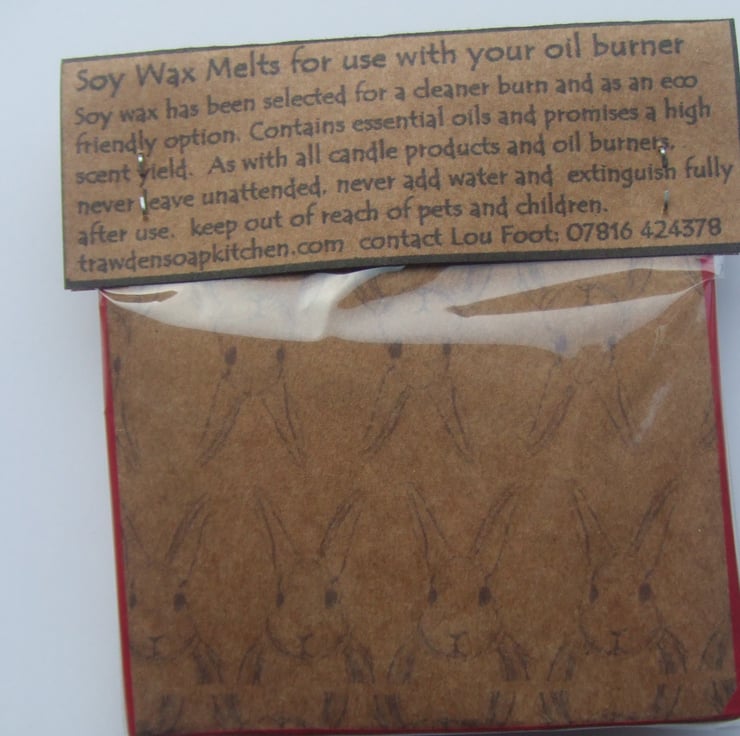 Soy Wax Melts for use with your oil burner
Soy wax has been selected for a cleaner burn and as an eco
friendly option. Contains essential oils and promises a high
scent yield. As with all candle products and oil burners,
never leave unattended, never add water and extinguish fully
after use. keep out of reach of pets and children.
trawdensoapkitchen.com contact Lou Foot: 07816 424378